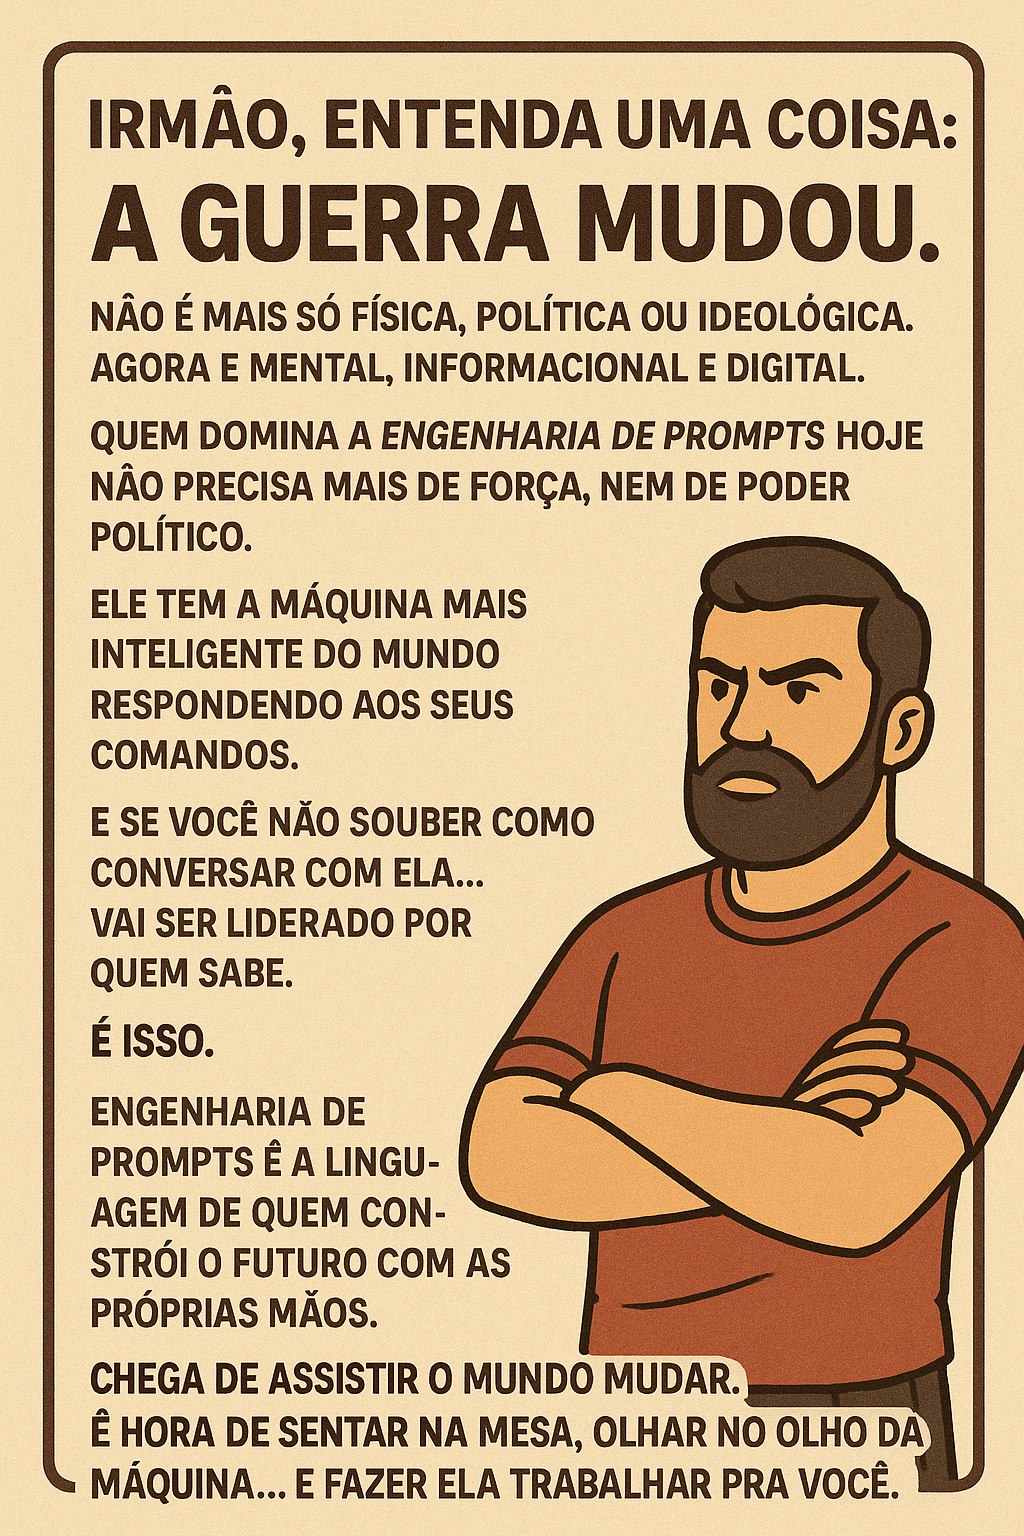 IRMÂO, ENTENDA UMA COISA:
A GUERRA MUDOU.
NÂO É MAIS SÓ FÍSICA, POLÍTICA OU IDEOLÓGICA.
AGORA E MENTAL, INFORMACIONAL E DIGITAL.
QUEM DOMINA A ENGENHARIA DE PROMPTS HOJE
NÂO PRECISA MAIS DE FORÇA, NEM DE PODER
POLÍTICO.
ELE TEM A MÁQUINA MAIS
INTELIGENTE DO MUNDO
RESPONDENDO AOS SEUS
COMANDOS.
E SE VOCÊ NǍO SOUBER COMO
CONVERSAR COM ELA...
VAI SER LIDERADO POR
QUEM SABE.
É ISSO.
ENGENHARIA DE
PROMPTS Ê A LINGU-
AGEM DE QUEM CON-
STRÓI O FUTURO COM AS
PRÓPRIAS MǍOS.
CHEGA DE ASSISTIR O MUNDO MUDAR.
Ê HORA DE SENTAR NA MESA, OLHAR NO OLHO DA
MÁQUINA... E FAZER ELA TRABALHAR PRA VOCÊ.